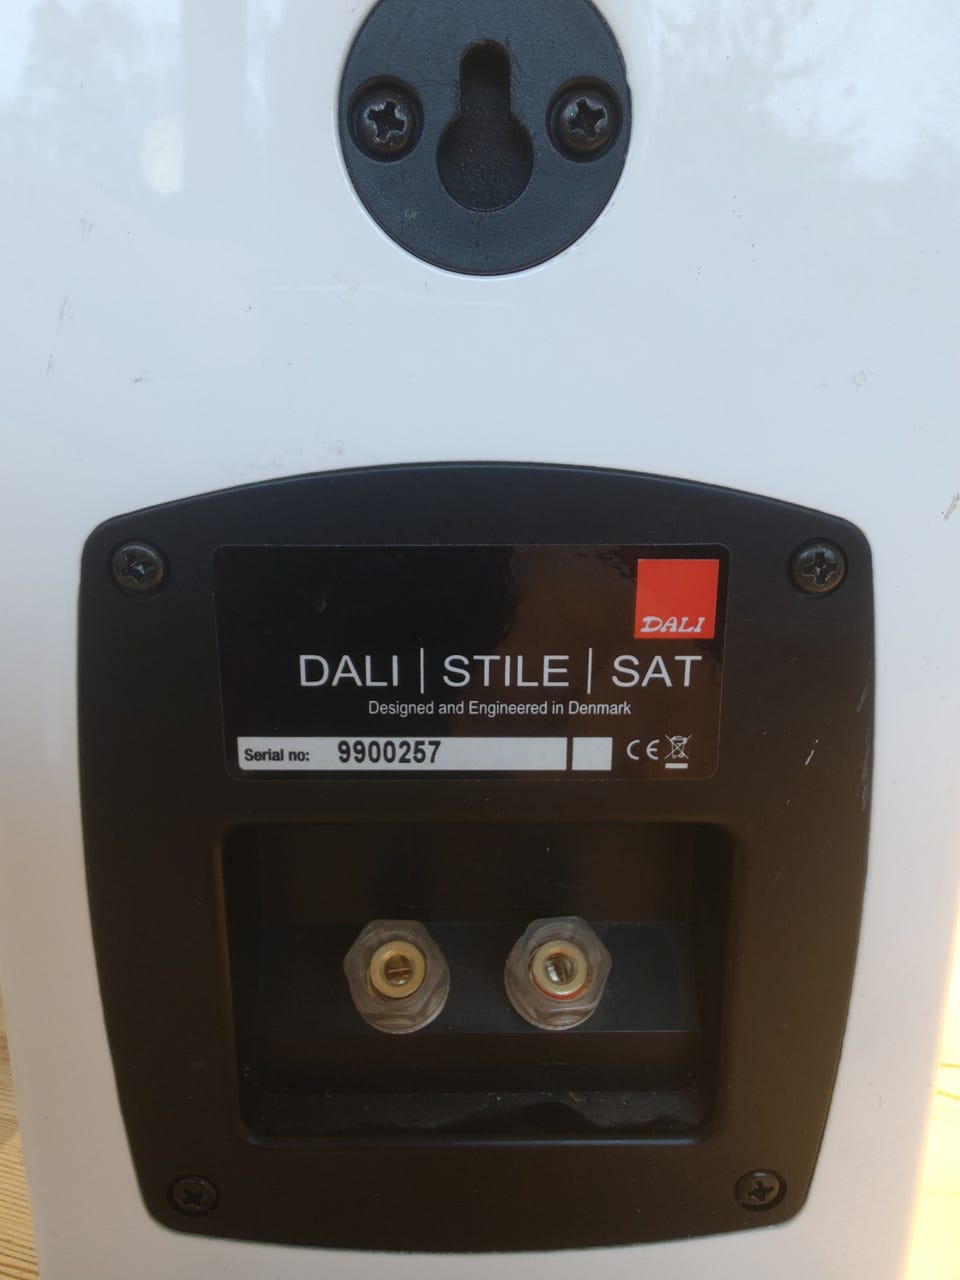 DALI
DALI | STILE | SAT
Designed and Engineered in Denmark
Serial no: 9900257 CE